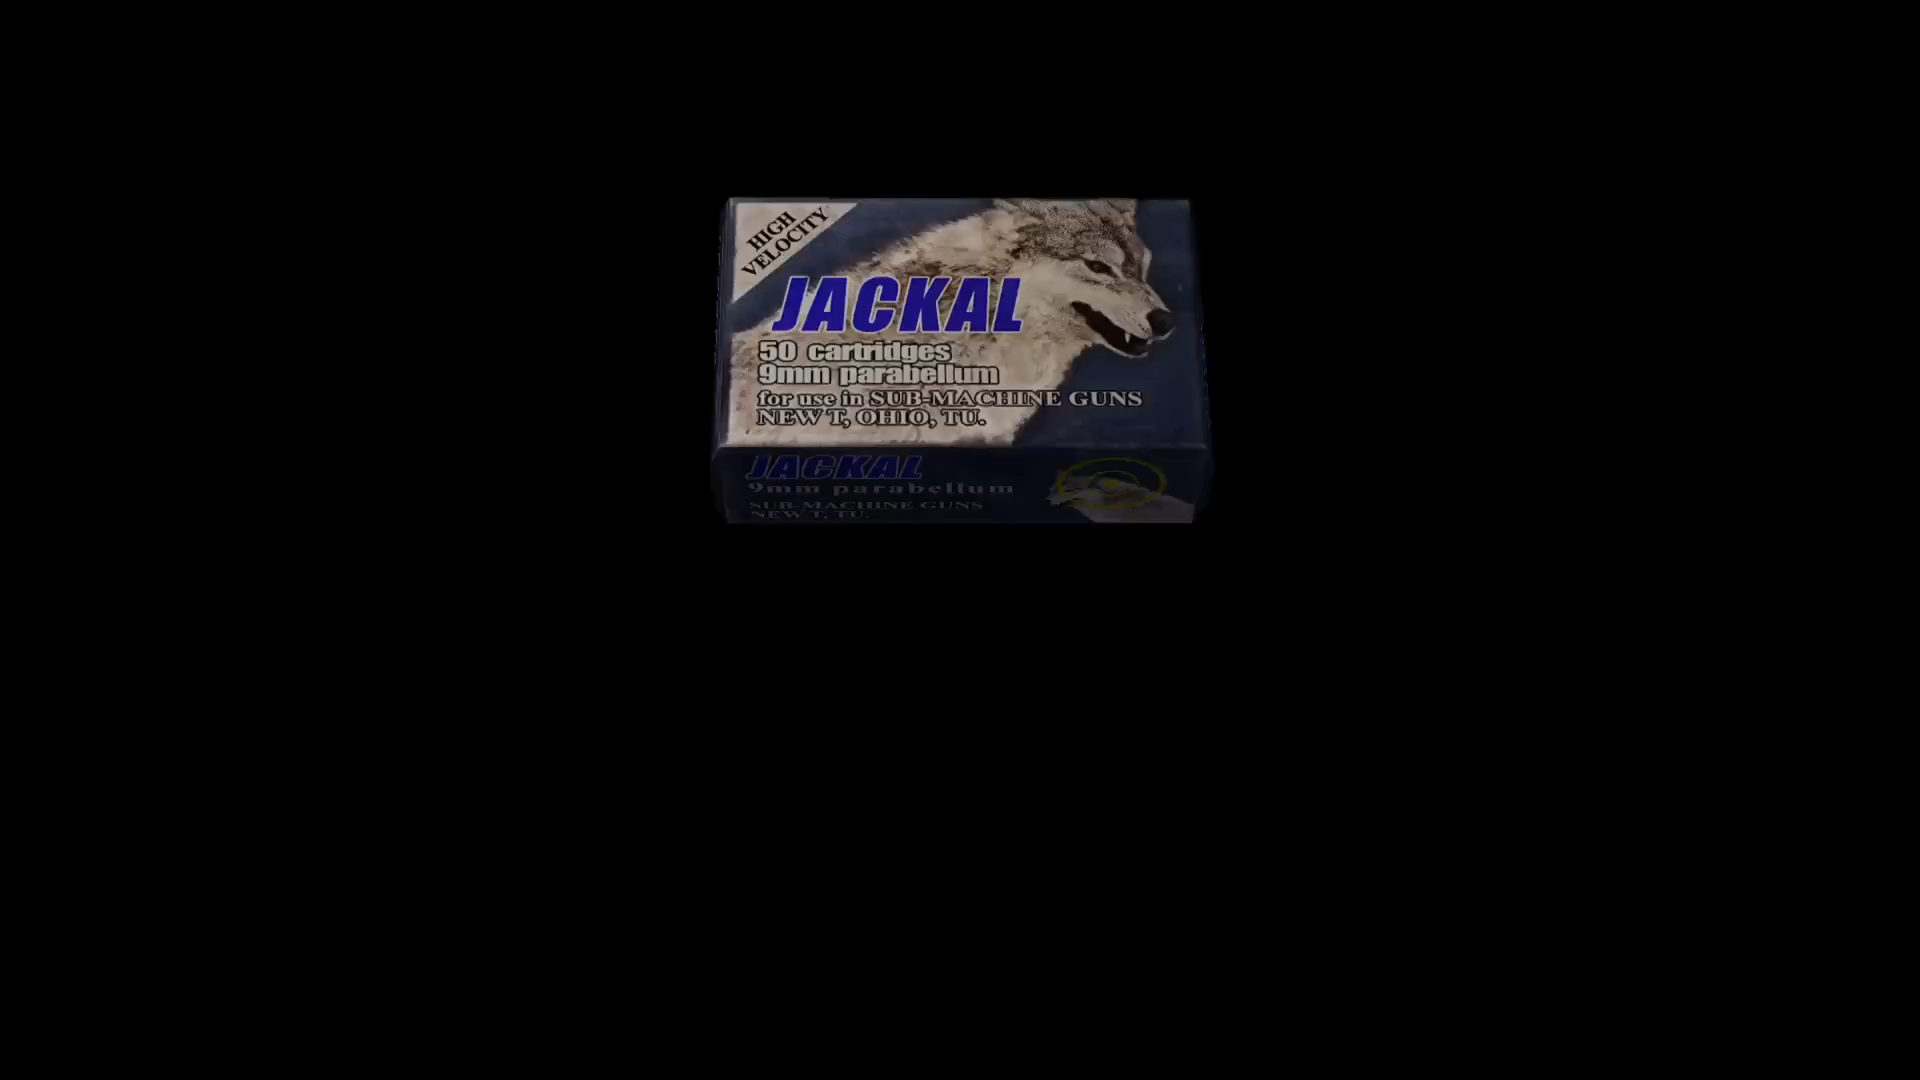 HIGH
VELOCITY
JACKAL
50 cartridges
9mm parabellum
for use in SUB-MACHINE GUNS
NEW T, OHIO, TU.
JACKAL
9mm parabellum
SUB-MACHINE GUNS
NEW T, TU.